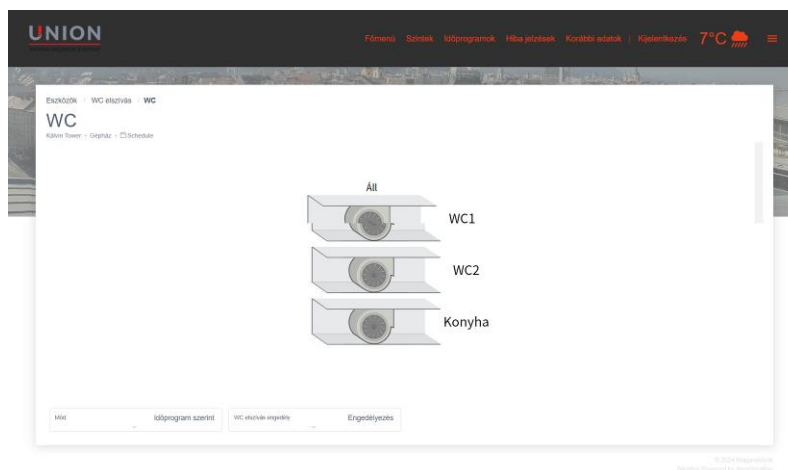 UNION
Főmenü Szintek Időprogramok Hiba jelzések Korábbi adatok | Kijelentkezés 7°C
Eszközök / WC elszívás / WC
WC
Kálvin Tower - Gépház - Schedule
Áll
WC1
WC2
Konyha
Mód Időprogram szerint WC elszívás engedély Engedélyezés